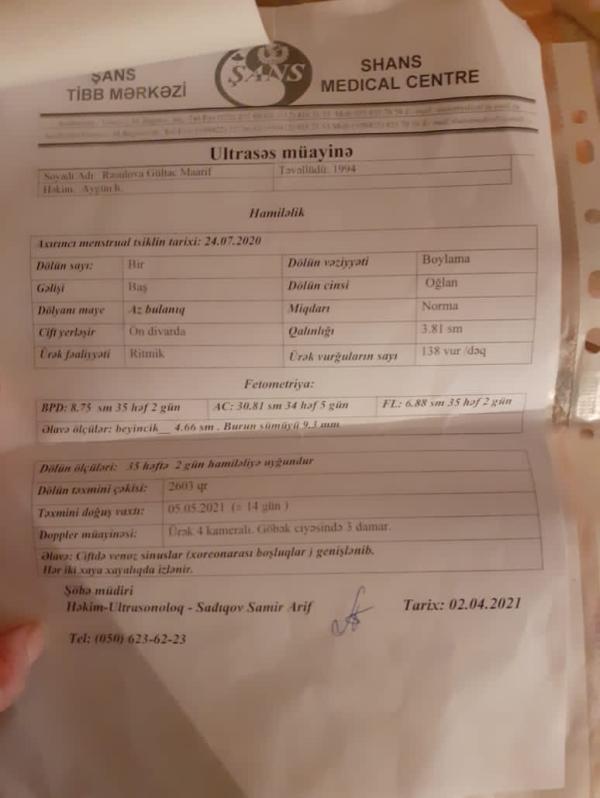 ŞANS
TİBB MƏRKƏZİ
ŞANS
SHANS
MEDICAL CENTRE
Ultrasəs müayinə
Soyadı Adı: Rəsulova Gültac Maarif
Təvəllüdü: 1994
Həkim: Aygün h.
Hamiləlik
Axırıncı menstrual tsiklin tarixi: 24.07.2020
Dölün sayı: Bir Dölün vəziyyəti Boylama
Gəlişi Baş Dölün cinsi Oğlan
Dölyanı maye Az bulanıq Miqdarı Norma
Cift yerləşir Ön divarda Qalınlığı 3.81 sm
Ürək fəaliyyəti Ritmik Ürək vurğuların sayı 138 vur /dəq
Fetometriya:
BPD: 8.75 sm 35 həf 2 gün AC: 30.81 sm 34 həf 5 gün FL: 6.88 sm 35 həf 2 gün
Əlavə ölçülər: beyincik__ 4.66 sm . Burun sümüyü 9.3 mm
Dölün ölçüləri: 35 həftə 2 gün hamiləliyə uyğundur
Dölün təxmini çəkisi: 2603 qr
Təxmini doğuş vaxtı: 05.05.2021 (± 14 gün )
Doppler müayinəsi: Ürək 4 kameralı. Göbək ciyəsində 3 damar.
Əlavə: Ciftdə venoz sinuslar (xoreonarası boşluqlar ) genişlənib.
Hər iki xaya xayalıqda izlənir.
Şöbə müdiri
Həkim-Ultrasonoloq - Sadıqov Samir Arif Tarix: 02.04.2021
Tel: (050) 623-62-23